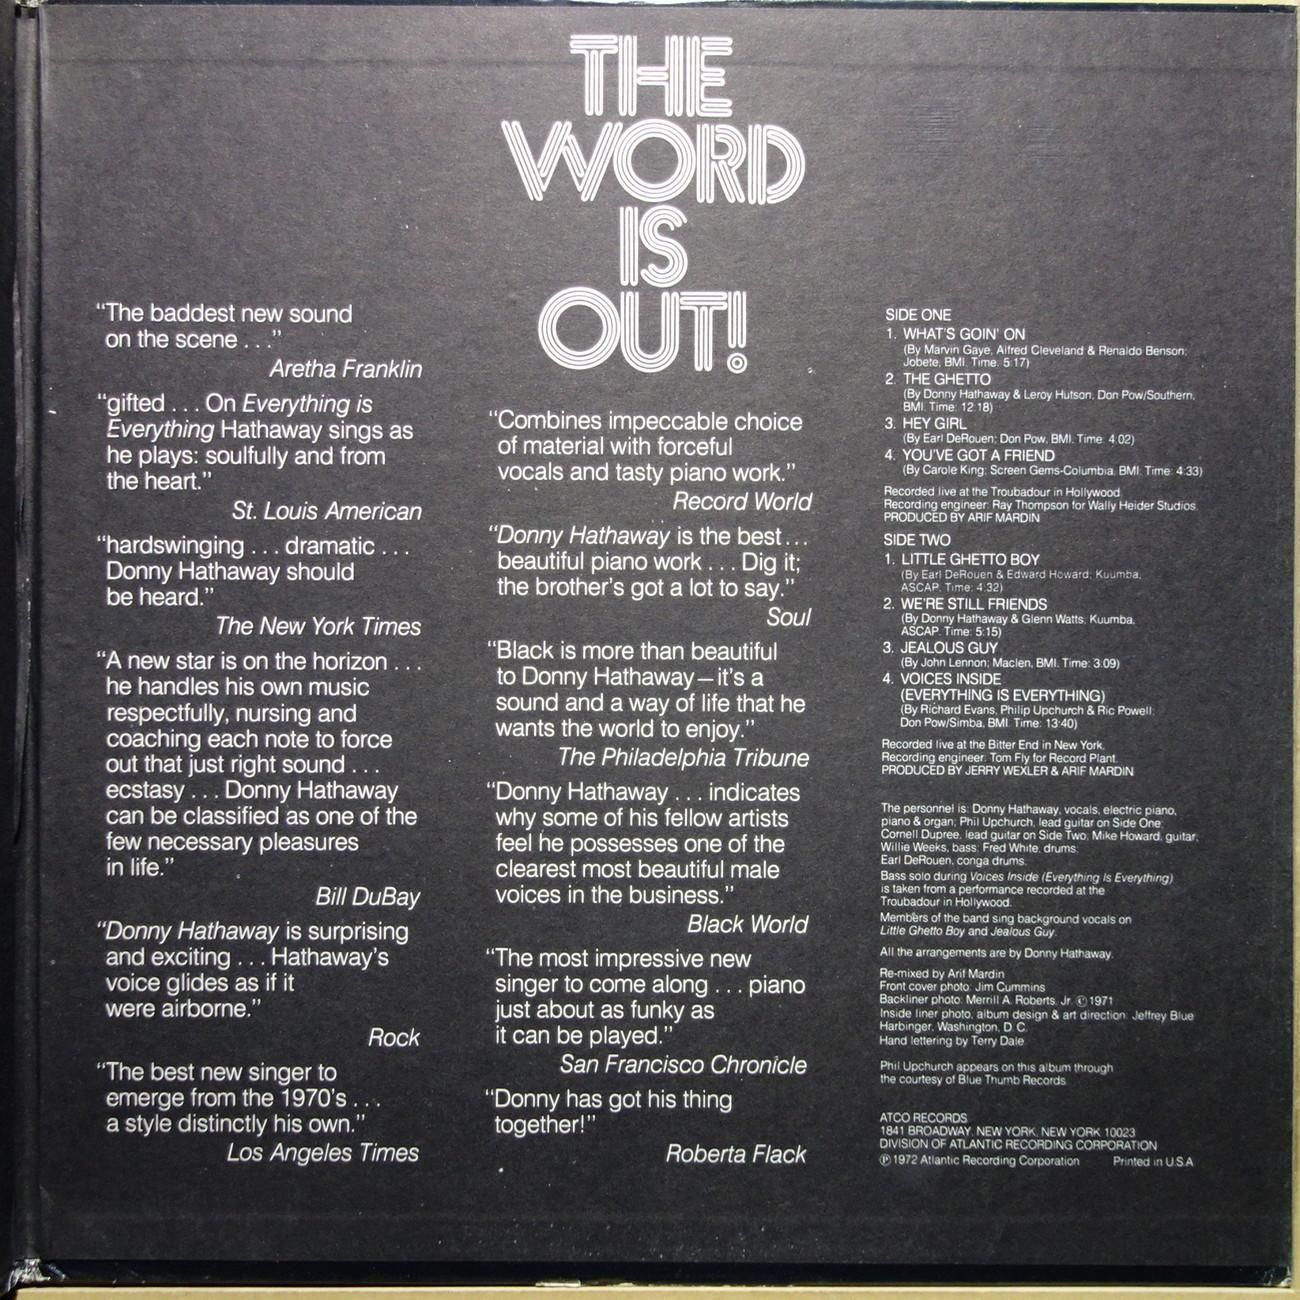 THE
WORD
IS
OUT!
“The baddest new sound
on the scene . . .”
Aretha Franklin
“gifted . . . On Everything is
Everything Hathaway sings as
he plays: soulfully and from
the heart.”
St. Louis American
“hardswinging . . . dramatic . . .
Donny Hathaway should
be heard.”
The New York Times
“A new star is on the horizon . . .
he handles his own music
respectfully, nursing and
coaching each note to force
out that just right sound . . .
ecstasy . . . Donny Hathaway
can be classified as one of the
few necessary pleasures
in life.”
Bill DuBay
“Donny Hathaway is surprising
and exciting . . . Hathaway’s
voice glides as if it
were airborne.”
Rock
“The best new singer to
emerge from the 1970’s . . .
a style distinctly his own.”
Los Angeles Times
“Combines impeccable choice
of material with forceful
vocals and tasty piano work.”
Record World
“Donny Hathaway is the best . . .
beautiful piano work . . . Dig it;
the brother’s got a lot to say.”
Soul
“Black is more than beautiful
to Donny Hathaway—it’s a
sound and a way of life that he
wants the world to enjoy.”
The Philadelphia Tribune
“Donny Hathaway . . . indicates
why some of his fellow artists
feel he possesses one of the
clearest most beautiful male
voices in the business.”
Black World
“The most impressive new
singer to come along . . . piano
just about as funky as
it can be played.”
San Francisco Chronicle
“Donny has got his thing
together!”
Roberta Flack
SIDE ONE
1. WHAT’S GOIN’ ON
(By Marvin Gaye, Alfred Cleveland & Renaldo Benson;
Jobete, BMI. Time: 5:17)
2. THE GHETTO
(By Donny Hathaway & Leroy Hutson, Don Pow/Southern,
BMI. Time: 12:18)
3. HEY GIRL
(By Earl DeRouen; Don Pow, BMI. Time: 4:02)
4. YOU’VE GOT A FRIEND
(By Carole King; Screen Gems-Columbia, BMI. Time: 4:33)
Recorded live at the Troubadour in Hollywood
Recording engineer: Ray Thompson for Wally Heider Studios.
PRODUCED BY ARIF MARDIN
SIDE TWO
1. LITTLE GHETTO BOY
(By Earl DeRouen & Edward Howard; Kuumba,
ASCAP. Time: 4:32)
2. WE’RE STILL FRIENDS
(By Donny Hathaway & Glenn Watts; Kuumba,
ASCAP. Time: 5:15)
3. JEALOUS GUY
(By John Lennon; Maclen, BMI. Time: 3:09)
4. VOICES INSIDE
(EVERYTHING IS EVERYTHING)
(By Richard Evans, Philip Upchurch & Ric Powell;
Don Pow/Simba, BMI. Time: 13:40)
Recorded live at the Bitter End in New York.
Recording engineer: Tom Fly for Record Plant.
PRODUCED BY JERRY WEXLER & ARIF MARDIN
The personnel is: Donny Hathaway, vocals, electric piano,
piano & organ; Phil Upchurch, lead guitar on Side One;
Cornell Dupree, lead guitar on Side Two; Mike Howard, guitar;
Willie Weeks, bass; Fred White, drums;
Earl DeRouen, conga drums.
Bass solo during Voices Inside (Everything Is Everything)
is taken from a performance recorded at the
Troubadour in Hollywood.
Members of the band sing background vocals on
Little Ghetto Boy and Jealous Guy.
All the arrangements are by Donny Hathaway.
Re-mixed by Arif Mardin
Front cover photo: Jim Cummins
Backliner photo: Merrill A. Roberts, Jr. ©1971
Inside liner photo, album design & art direction: Jeffrey Blue
Harbinger, Washington, D.C.
Hand lettering by Terry Dale
Phil Upchurch appears on this album through
the courtesy of Blue Thumb Records
ATCO RECORDS
1841 BROADWAY, NEW YORK, NEW YORK 10023
DIVISION OF ATLANTIC RECORDING CORPORATION
℗1972 Atlantic Recording Corporation Printed in U.S.A.